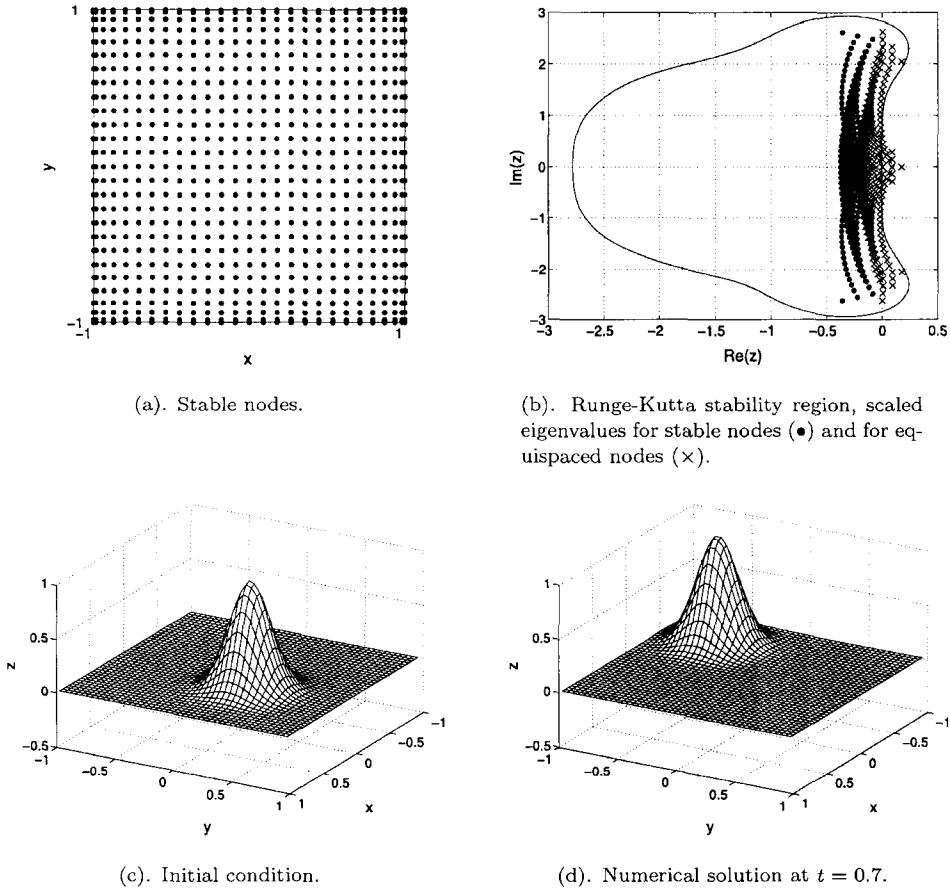 1
y
−1
−1
1
x
(a). Stable nodes.
3
2
1
0
−1
−2
−3
Im(z)
−3 −2.5 −2 −1.5 −1 −0.5 0 0.5
Re(z)
(b). Runge-Kutta stability region, scaled
eigenvalues for stable nodes (●) and for eq-
uispaced nodes (×).
1
0.5
0
−0.5
z
−1
−0.5
0
0.5
1
y
−1
−0.5
0
0.5
1
x
(c). Initial condition.
1
0.5
0
−0.5
z
−1
−0.5
0
0.5
1
y
−1
−0.5
0
0.5
1
x
(d). Numerical solution at t = 0.7.